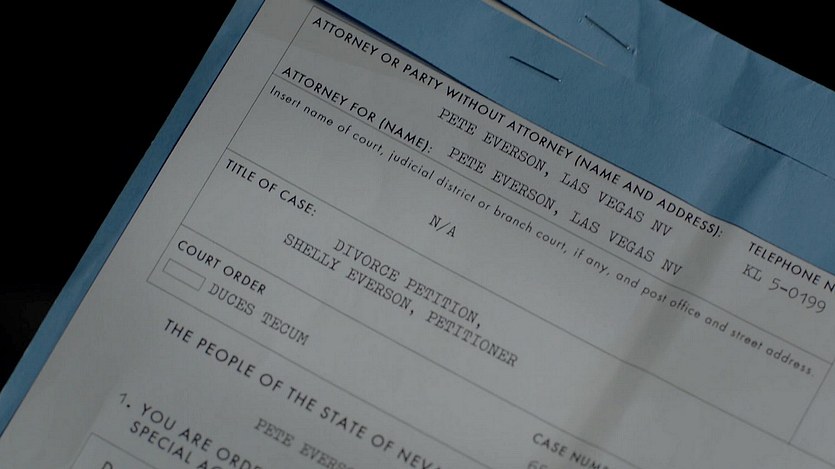 ATTORNEY OR PARTY WITHOUT ATTORNEY (NAME AND ADDRESS):
TELEPHONE N
PETE EVERSON, LAS VEGAS NV
KL 5-0199
ATTORNEY FOR (NAME): PETE EVERSON, LAS VEGAS NV
Insert name of court, judicial district or branch court, if any, and post office and street address.
N/A
TITLE OF CASE:
DIVORCE PETITION,
SHELLY EVERSON, PETITIONER
COURT ORDER
DUCES TECUM
THE PEOPLE OF THE STATE OF NEVA
CASE NUM
PETE EVERS
1. YOU ARE ORDE
SPECIAL